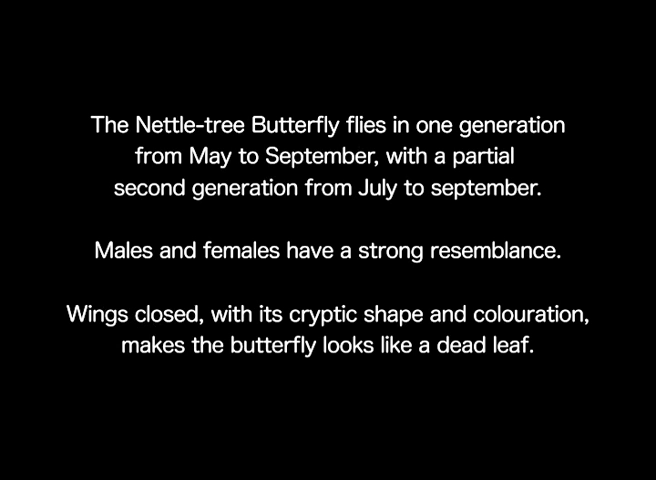 The Nettle-tree Butterfly flies in one generation
from May to September, with a partial
second generation from July to september.
Males and females have a strong resemblance.
Wings closed, with its cryptic shape and colouration,
makes the butterfly looks like a dead leaf.